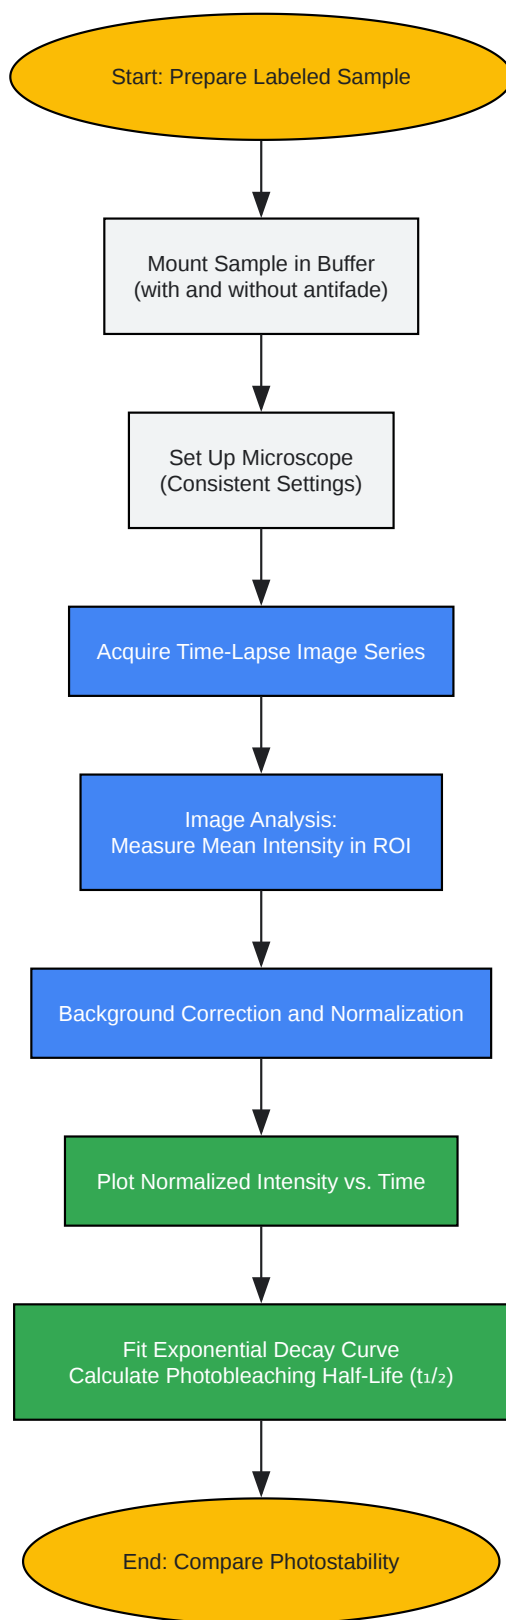 Start: Prepare Labeled Sample
Mount Sample in Buffer
(with and without antifade)
Set Up Microscope
(Consistent Settings)
Acquire Time-Lapse Image Series
Image Analysis:
Measure Mean Intensity in ROI
Background Correction and Normalization
Plot Normalized Intensity vs. Time
Fit Exponential Decay Curve
Calculate Photobleaching Half-Life (t₁/₂)
End: Compare Photostability